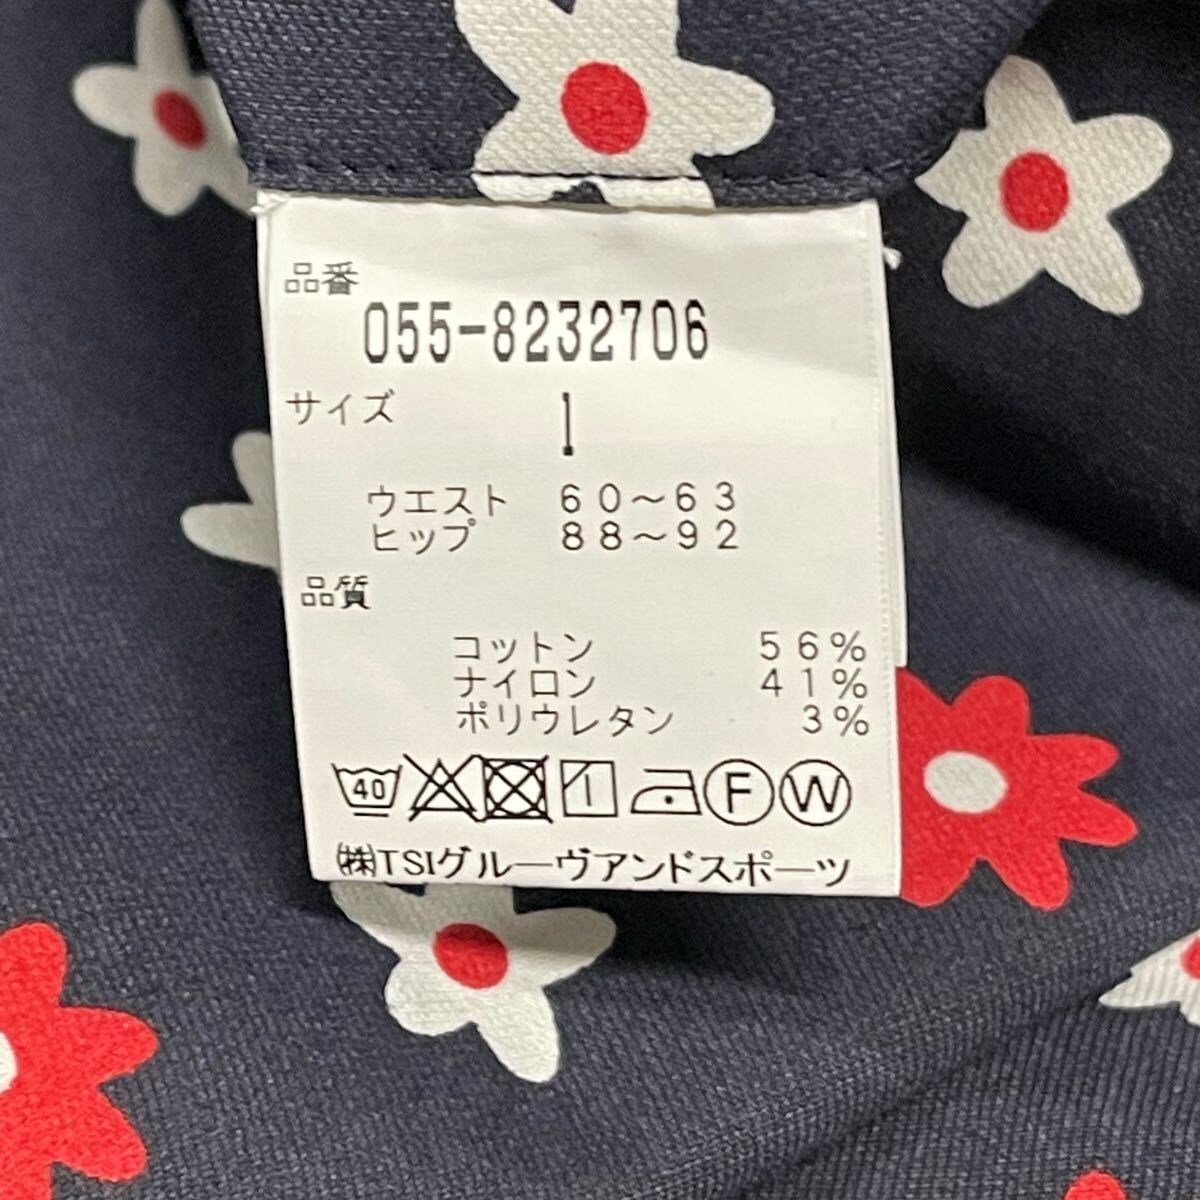 品番
055-8232706
サイズ 1
ウエスト 60～63
ヒップ 88～92
品質
コットン 56%
ナイロン 41%
ポリウレタン 3%
40 F W
㈱TSIグルーヴアンドスポーツ